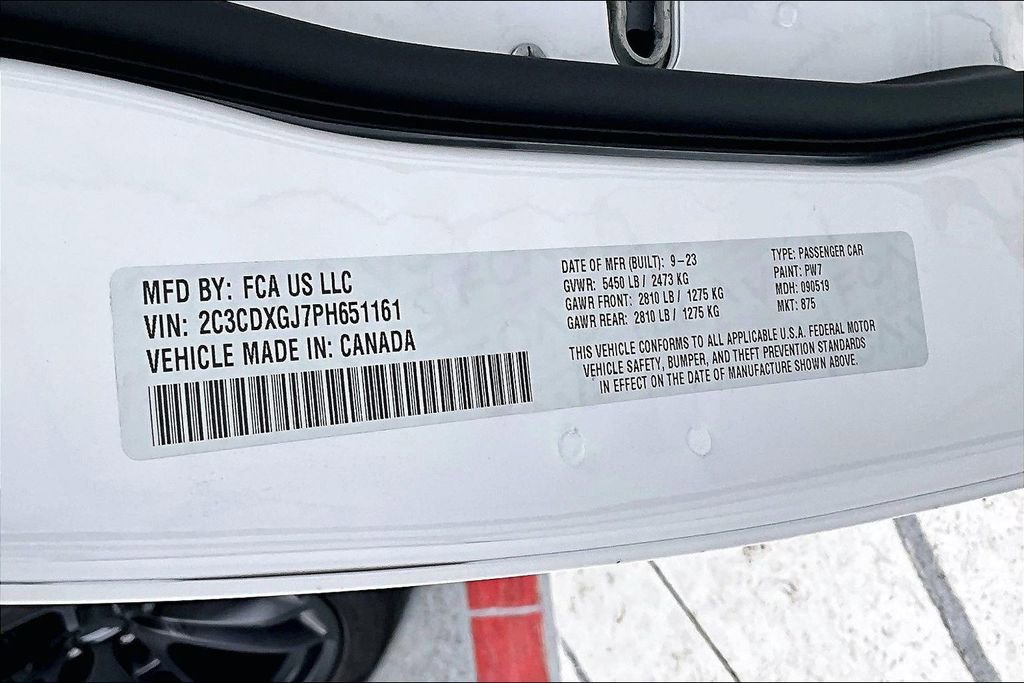 MFD BY: FCA US LLC
VIN: 2C3CDXGJ7PH651161
VEHICLE MADE IN: CANADA
DATE OF MFR (BUILT): 9-23
GVWR: 5450 LB / 2473 KG
GAWR FRONT: 2810 LB / 1275 KG
GAWR REAR: 2810 LB / 1275 KG
TYPE: PASSENGER CAR
PAINT: PW7
MDH: 090519
MKT: 875
THIS VEHICLE CONFORMS TO ALL APPLICABLE U.S.A. FEDERAL MOTOR
VEHICLE SAFETY, BUMPER, AND THEFT PREVENTION STANDARDS
IN EFFECT ON THE DATE OF MANUFACTURE SHOWN ABOVE.